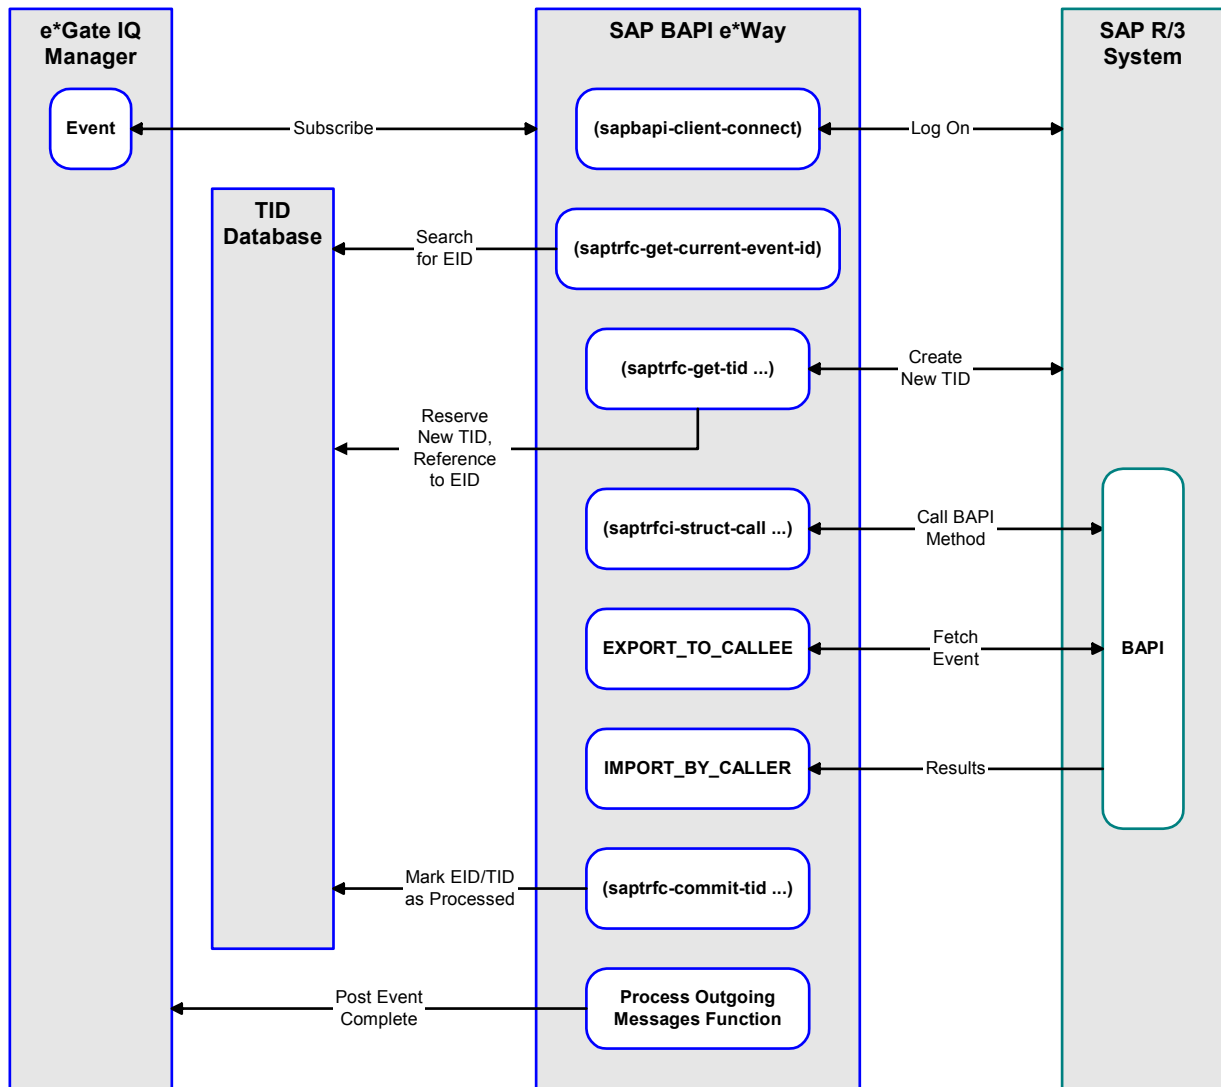 e*Gate IQ
Manager
SAP BAPI e*Way
SAP R/3
System
Event
Subscribe
(sapbapi-client-connect)
Log On
TID
Database
Search
for EID
(saptrfc-get-current-event-id)
(saptrfc-get-tid ...)
Create
New TID
Reserve
New TID,
Reference
to EID
(saptrfci-struct-call ...)
Call BAPI
Method
EXPORT_TO_CALLEE
Fetch
Event
BAPI
IMPORT_BY_CALLER
Results
Mark EID/TID
as Processed
(saptrfc-commit-tid ...)
Post Event
Complete
Process Outgoing
Messages Function